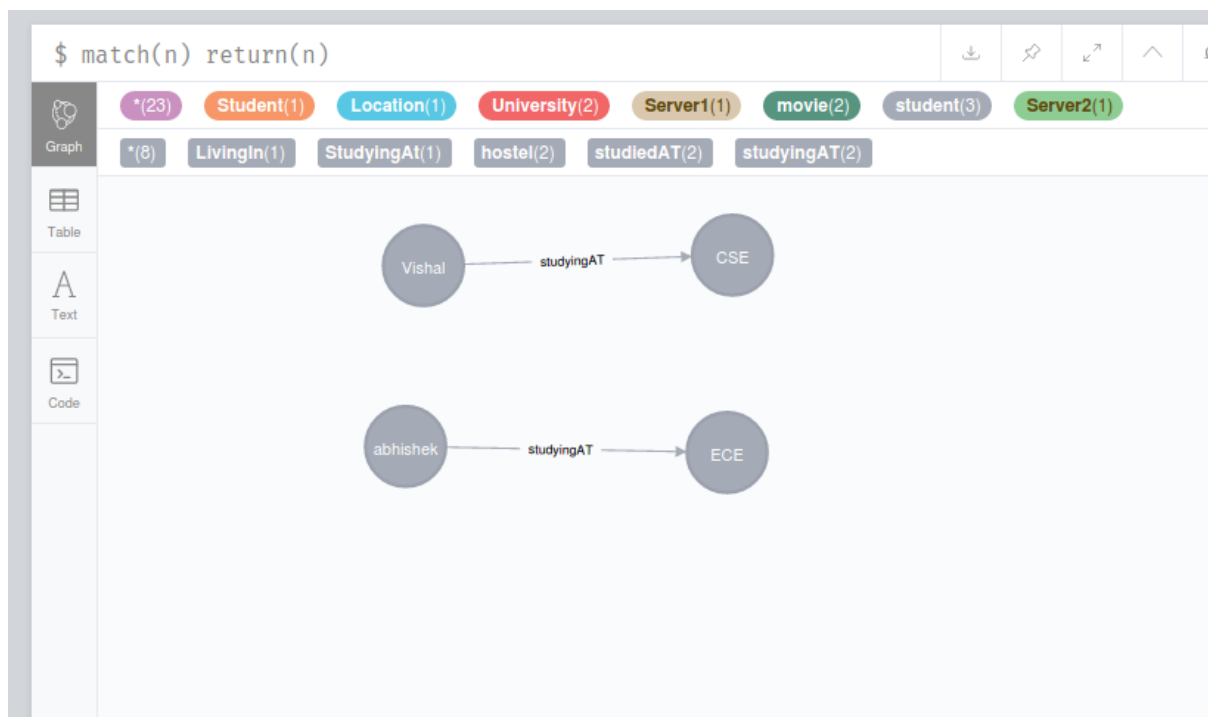 $ match(n) return(n)
*(23) Student(1) Location(1) University(2) Server1(1) movie(2) student(3) Server2(1)
*(8) LivingIn(1) StudyingAt(1) hostel(2) studiedAT(2) studyingAT(2)
Graph
Table
Text
Code
Vishal studyingAT CSE
abhishek studyingAT ECE